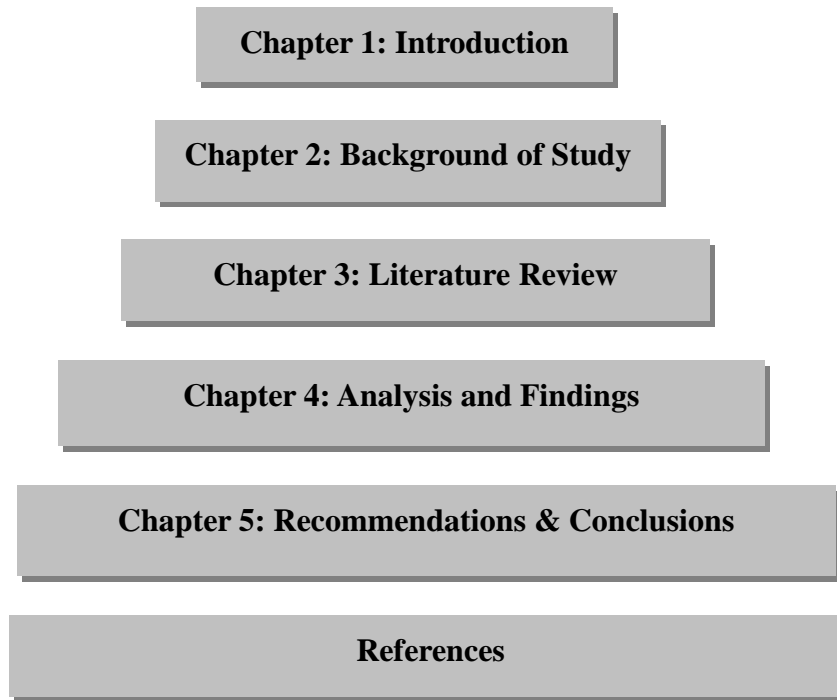 Chapter 1: Introduction
Chapter 2: Background of Study
Chapter 3: Literature Review
Chapter 4: Analysis and Findings
Chapter 5: Recommendations & Conclusions
References